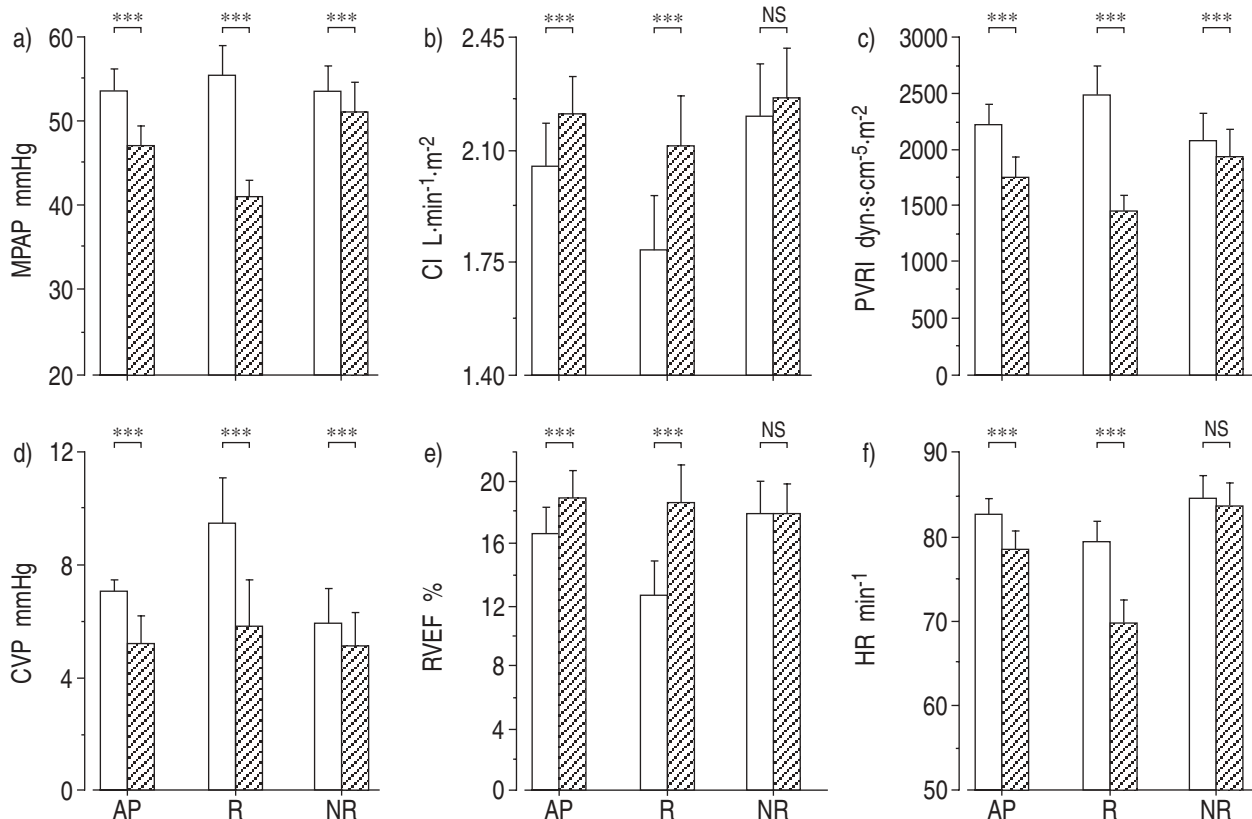 a)
MPAP mmHg
60
50
40
30
20
*** *** ***
AP R NR
b)
CI L·min-1·m-2
2.45
2.10
1.75
1.40
*** *** NS
c)
PVRI dyn·s·cm-5·m-2
3000
2500
2000
1500
1000
500
0
*** *** ***
d)
CVP mmHg
12
8
4
0
*** *** ***
AP R NR
e)
RVEF %
20
16
12
8
4
0
*** *** NS
AP R NR
f)
HR min-1
90
80
70
60
50
*** *** NS
AP R NR